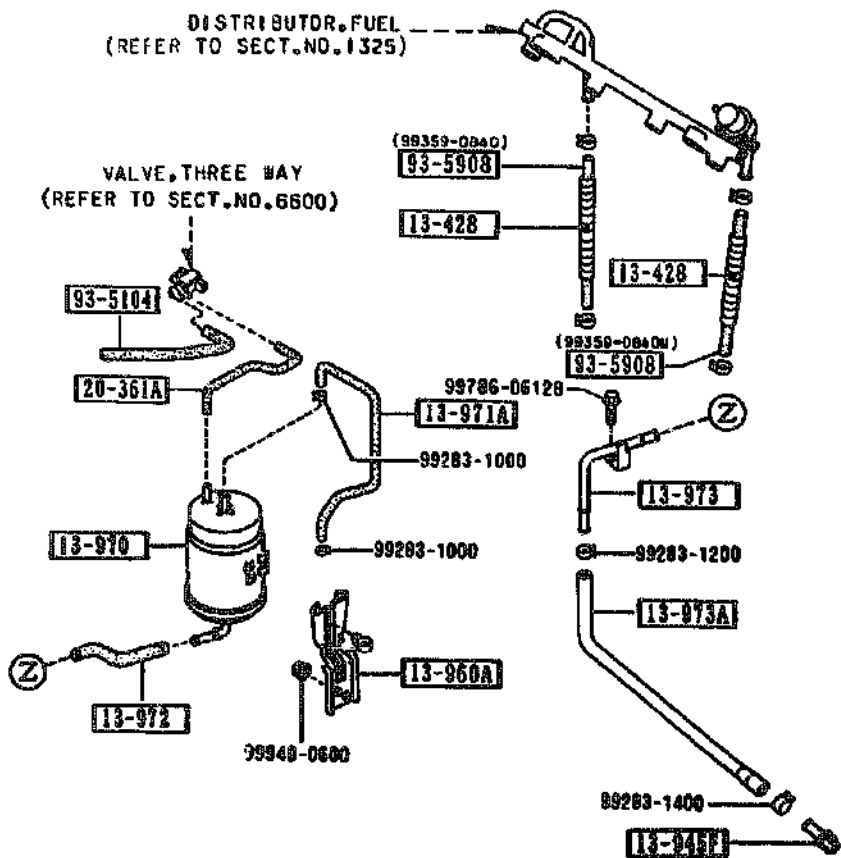 DISTRIBUTOR,FUEL
(REFER TO SECT.NO.1325)
(99359-0840)
93-5908
VALVE,THREE WAY
(REFER TO SECT.NO.6600)
13-428
13-428
93-5104
(99359-0840M)
93-5908
20-361A
99786-06128
13-971A
Z
99283-1000
13-973
13-970
99283-1000
99283-1200
13-973A
Z
13-960A
13-972
99940-0600
99283-1400
13-945F